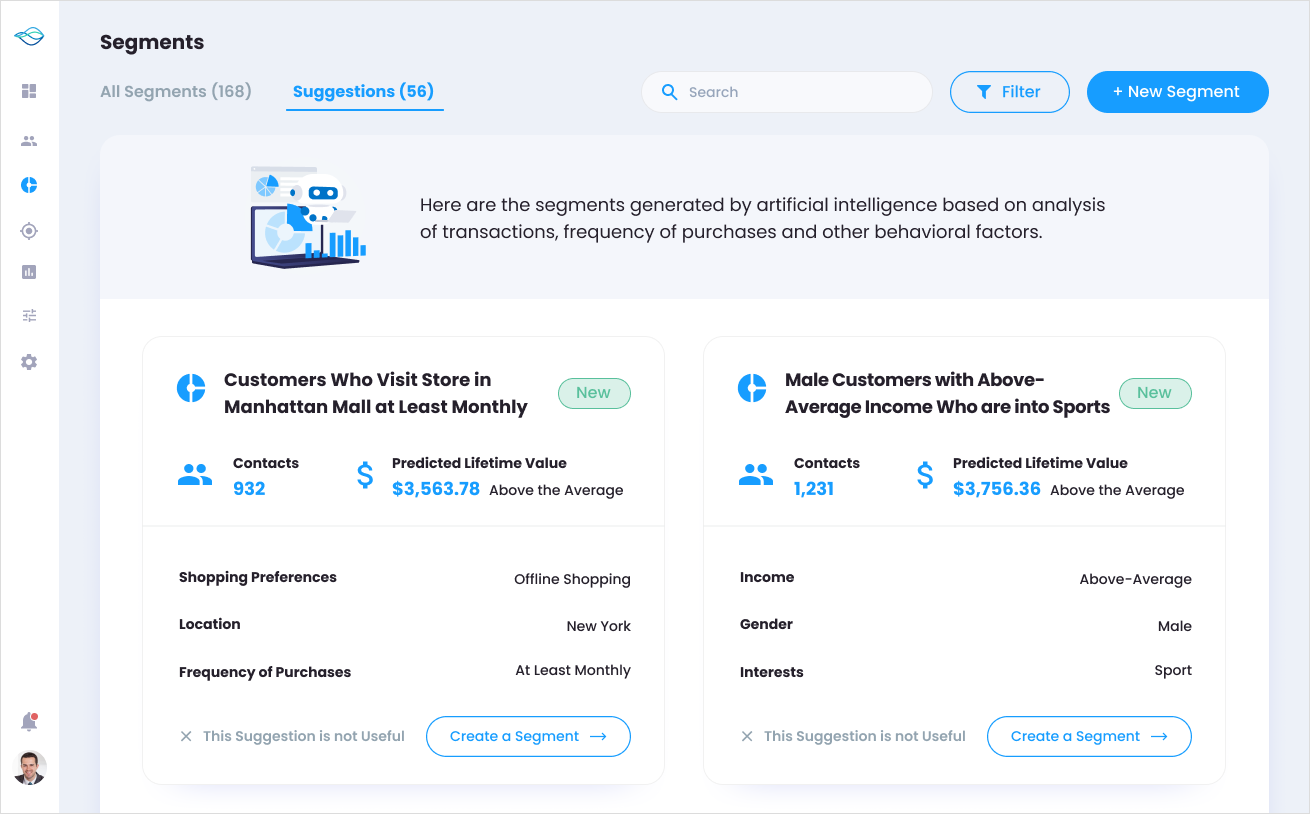 Segments
All Segments (168)
Suggestions (56)
Search
Filter
+ New Segment
Here are the segments generated by artificial intelligence based on analysis
of transactions, frequency of purchases and other behavioral factors.
Customers Who Visit Store in
Manhattan Mall at Least Monthly
New
Contacts
932
Predicted Lifetime Value
$3,563.78 Above the Average
Shopping Preferences
Offline Shopping
Location
New York
Frequency of Purchases
At Least Monthly
This Suggestion is not Useful
Create a Segment
Male Customers with Above-
Average Income Who are into Sports
New
Contacts
1,231
Predicted Lifetime Value
$3,756.36 Above the Average
Income
Above-Average
Gender
Male
Interests
Sport
This Suggestion is not Useful
Create a Segment